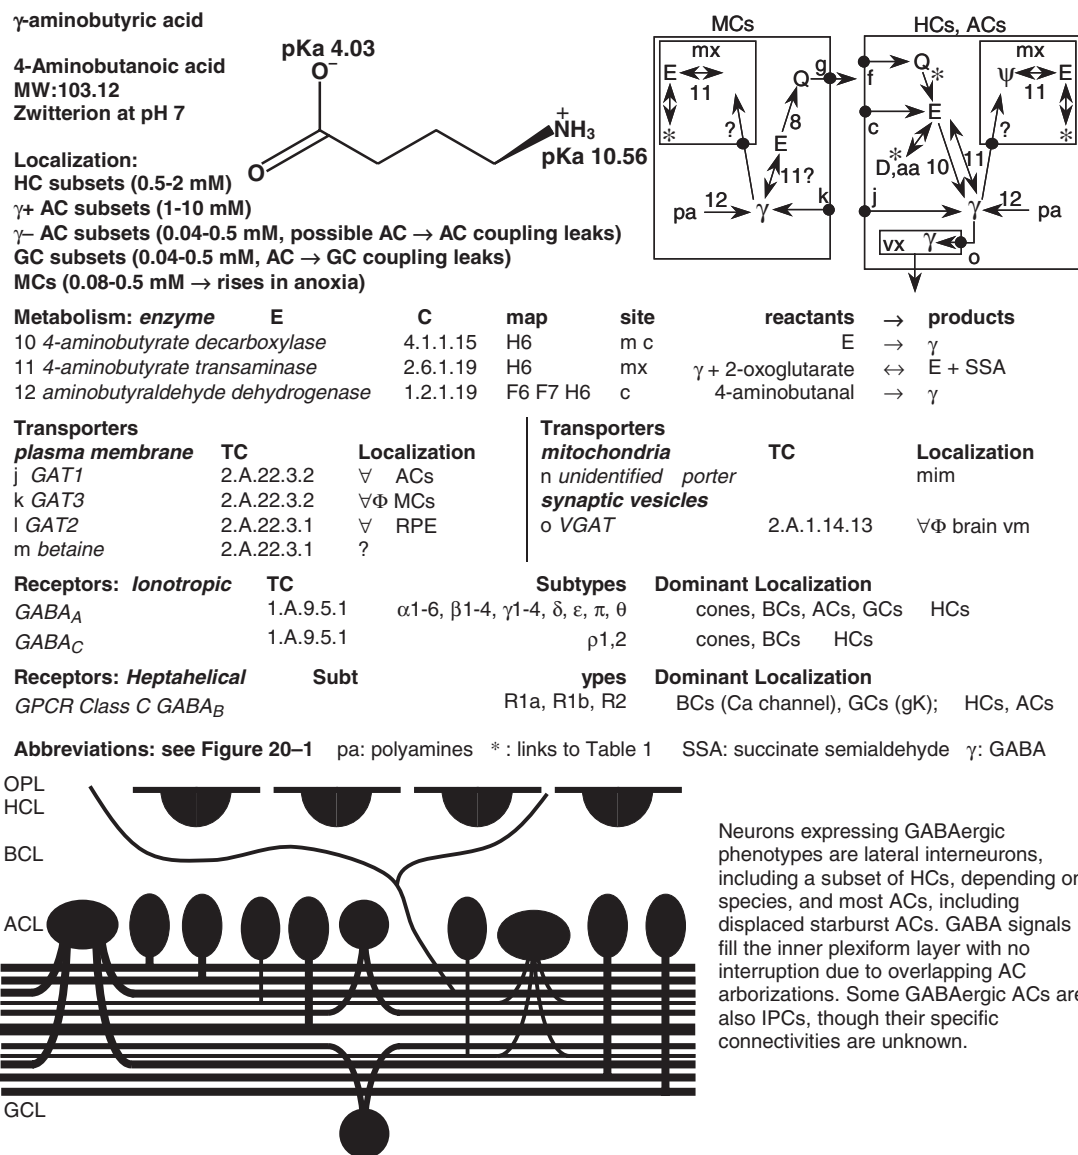 γ-aminobutyric acid
4-Aminobutanoic acid
MW:103.12
Zwitterion at pH 7
pKa 4.03
O⁻
O
+
NH₃
pKa 10.56
Localization:
HC subsets (0.5-2 mM)
γ+ AC subsets (1-10 mM)
γ– AC subsets (0.04-0.5 mM, possible AC → AC coupling leaks)
GC subsets (0.04-0.5 mM, AC → GC coupling leaks)
MCs (0.08-0.5 mM → rises in anoxia)
MCs
mx
E
11
*
?
Q
g
8
E
11?
pa 12 γ k
HCs, ACs
f
Q
*
c
E
*
D,aa 10 11
mx
ψ E
11
*
?
j γ 12 pa
vx γ o
Metabolism: enzyme E C map site reactants → products
10 4-aminobutyrate decarboxylase 4.1.1.15 H6 m c E → γ
11 4-aminobutyrate transaminase 2.6.1.19 H6 mx γ + 2-oxoglutarate ↔ E + SSA
12 aminobutyraldehyde dehydrogenase 1.2.1.19 F6 F7 H6 c 4-aminobutanal → γ
Transporters
plasma membrane TC Localization
j GAT1 2.A.22.3.2 ∀ ACs
k GAT3 2.A.22.3.2 ∀Φ MCs
l GAT2 2.A.22.3.1 ∀ RPE
m betaine 2.A.22.3.1 ?
Transporters
mitochondria TC Localization
n unidentified porter mim
synaptic vesicles
o VGAT 2.A.1.14.13 ∀Φ brain vm
Receptors: Ionotropic TC Subtypes Dominant Localization
GABA_A 1.A.9.5.1 α1-6, β1-4, γ1-4, δ, ε, π, θ cones, BCs, ACs, GCs HCs
GABA_C 1.A.9.5.1 ρ1,2 cones, BCs HCs
Receptors: Heptahelical Subt ypes Dominant Localization
GPCR Class C GABA_B R1a, R1b, R2 BCs (Ca channel), GCs (gK); HCs, ACs
Abbreviations: see Figure 20–1 pa: polyamines * : links to Table 1 SSA: succinate semialdehyde γ: GABA
OPL
HCL
BCL
ACL
GCL
Neurons expressing GABAergic
phenotypes are lateral interneurons,
including a subset of HCs, depending on
species, and most ACs, including
displaced starburst ACs. GABA signals
fill the inner plexiform layer with no
interruption due to overlapping AC
arborizations. Some GABAergic ACs are
also IPCs, though their specific
connectivities are unknown.